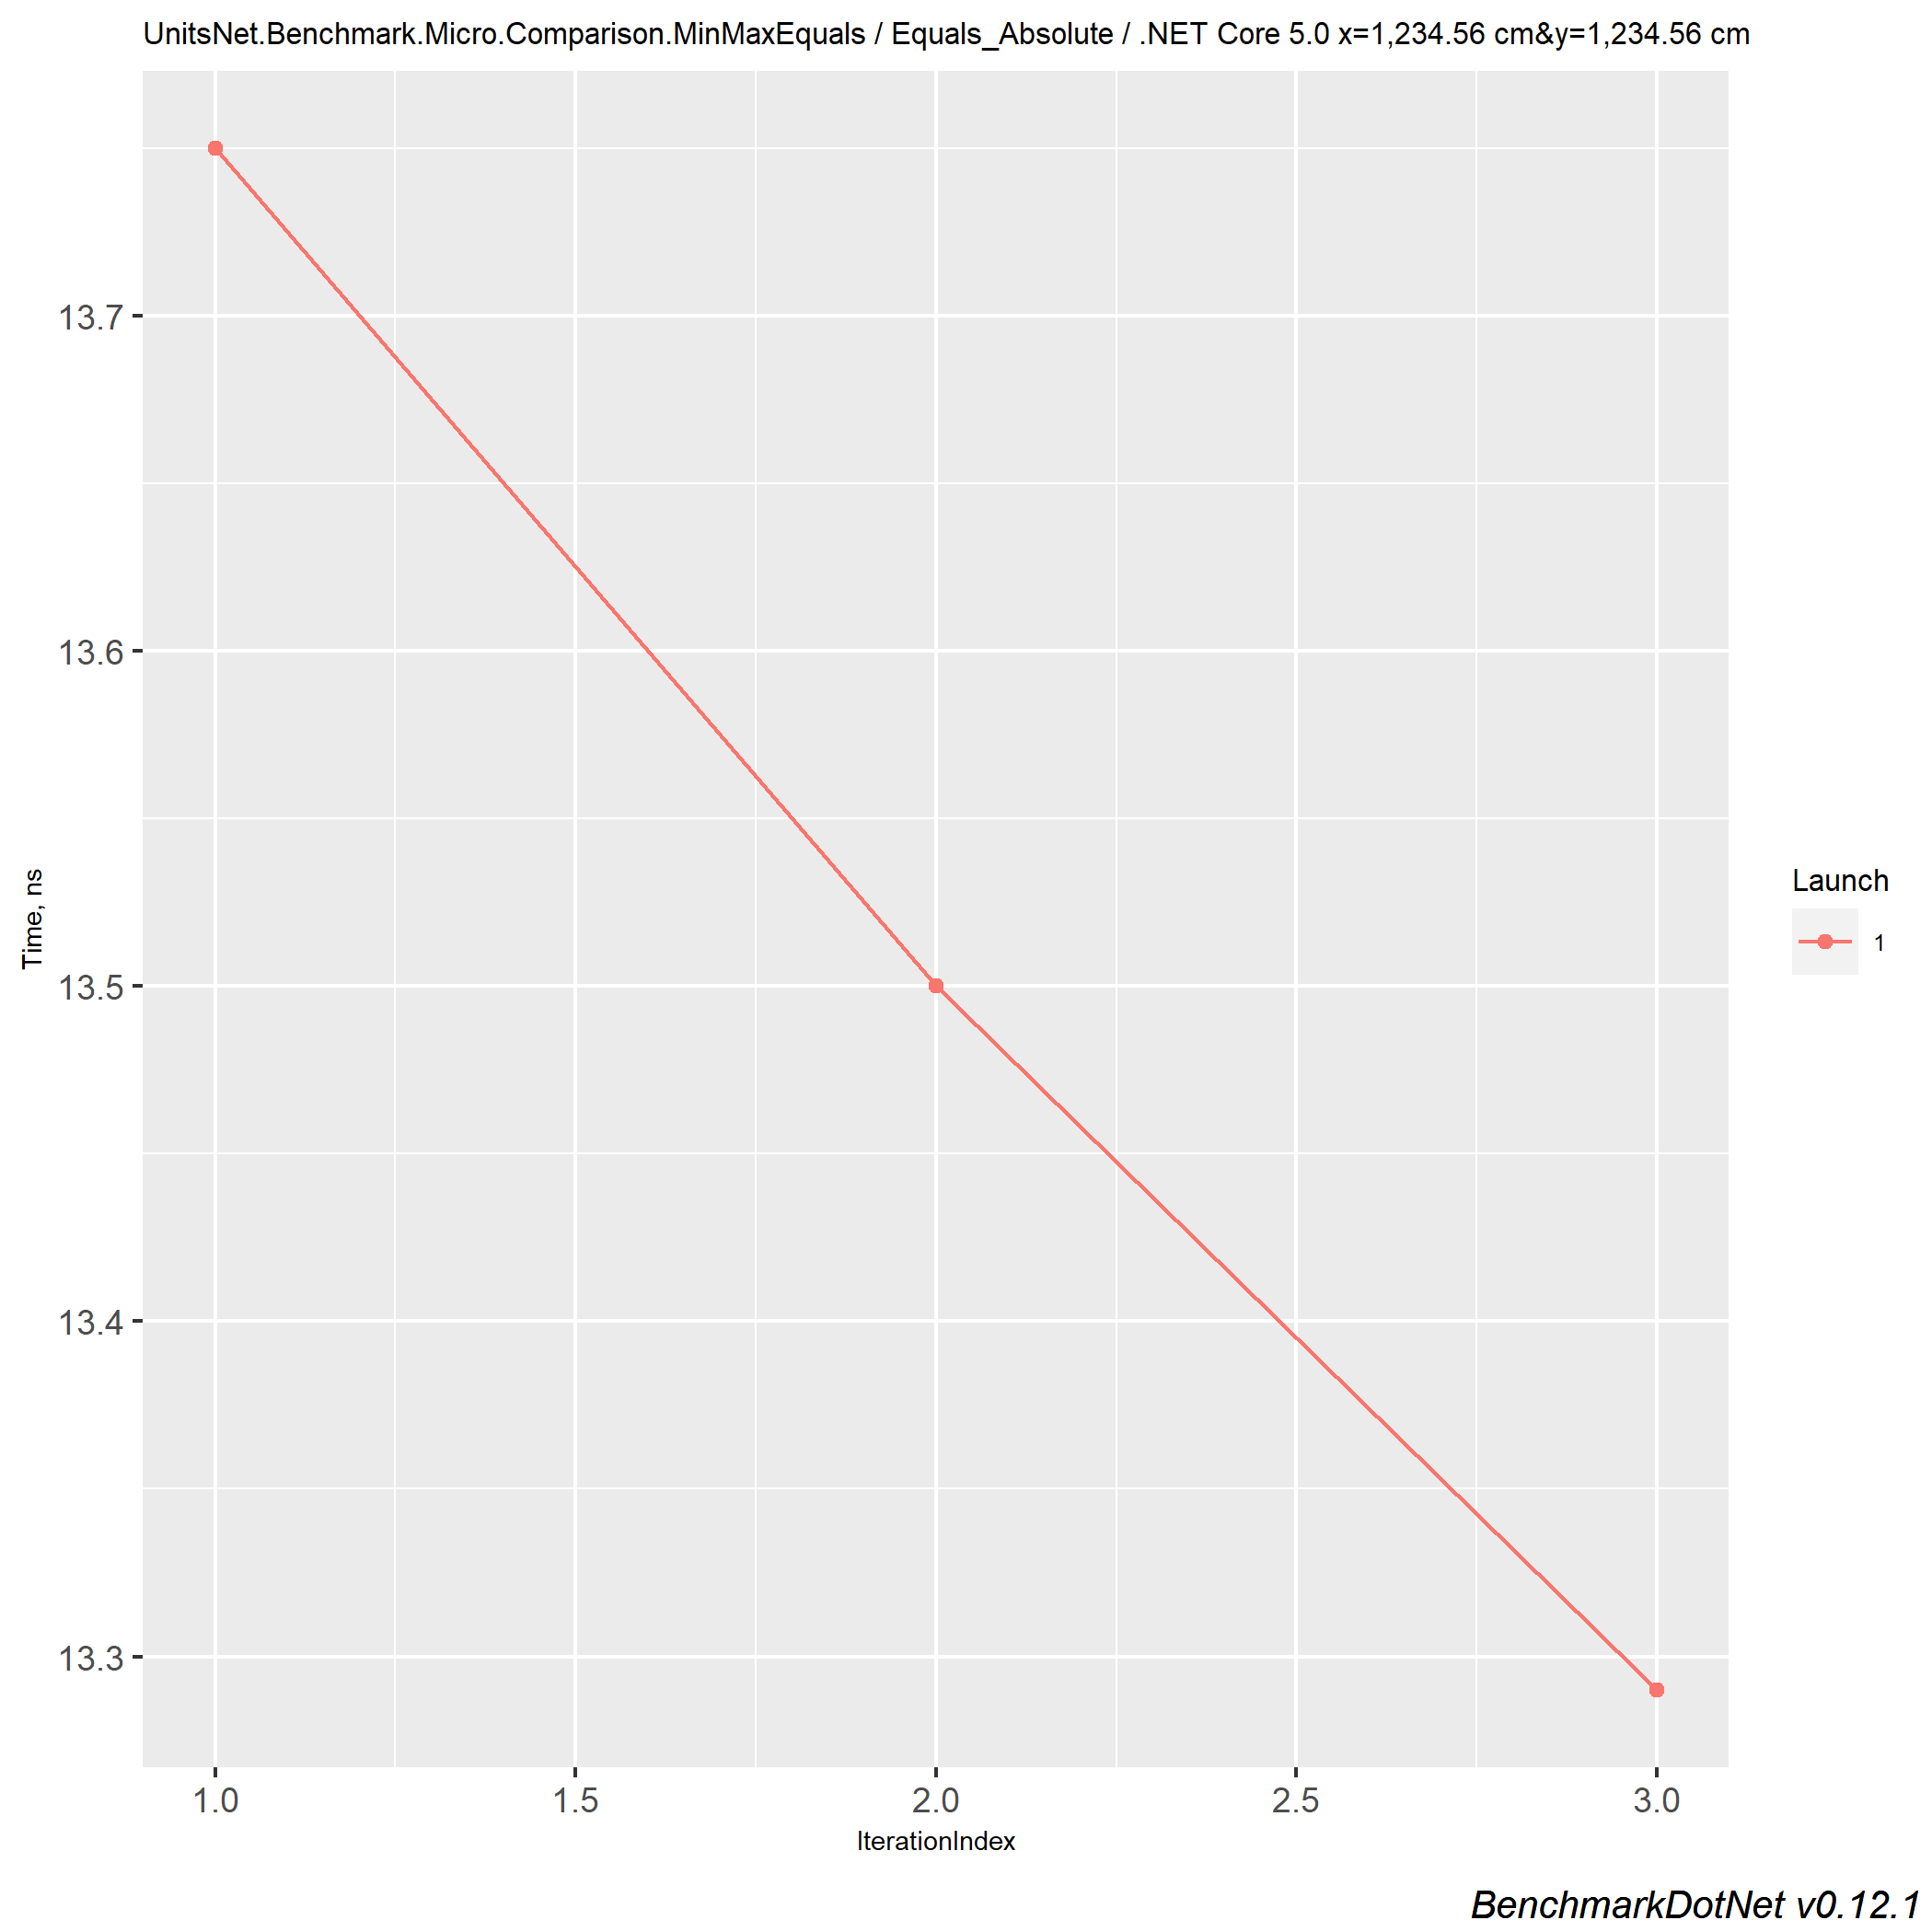 UnitsNet.Benchmark.Micro.Comparison.MinMaxEquals / Equals_Absolute / .NET Core 5.0 x=1,234.56 cm&y=1,234.56 cm
13.7
13.6
13.5
13.4
13.3
Time, ns
1.0 1.5 2.0 2.5 3.0
IterationIndex
Launch
1
BenchmarkDotNet v0.12.1